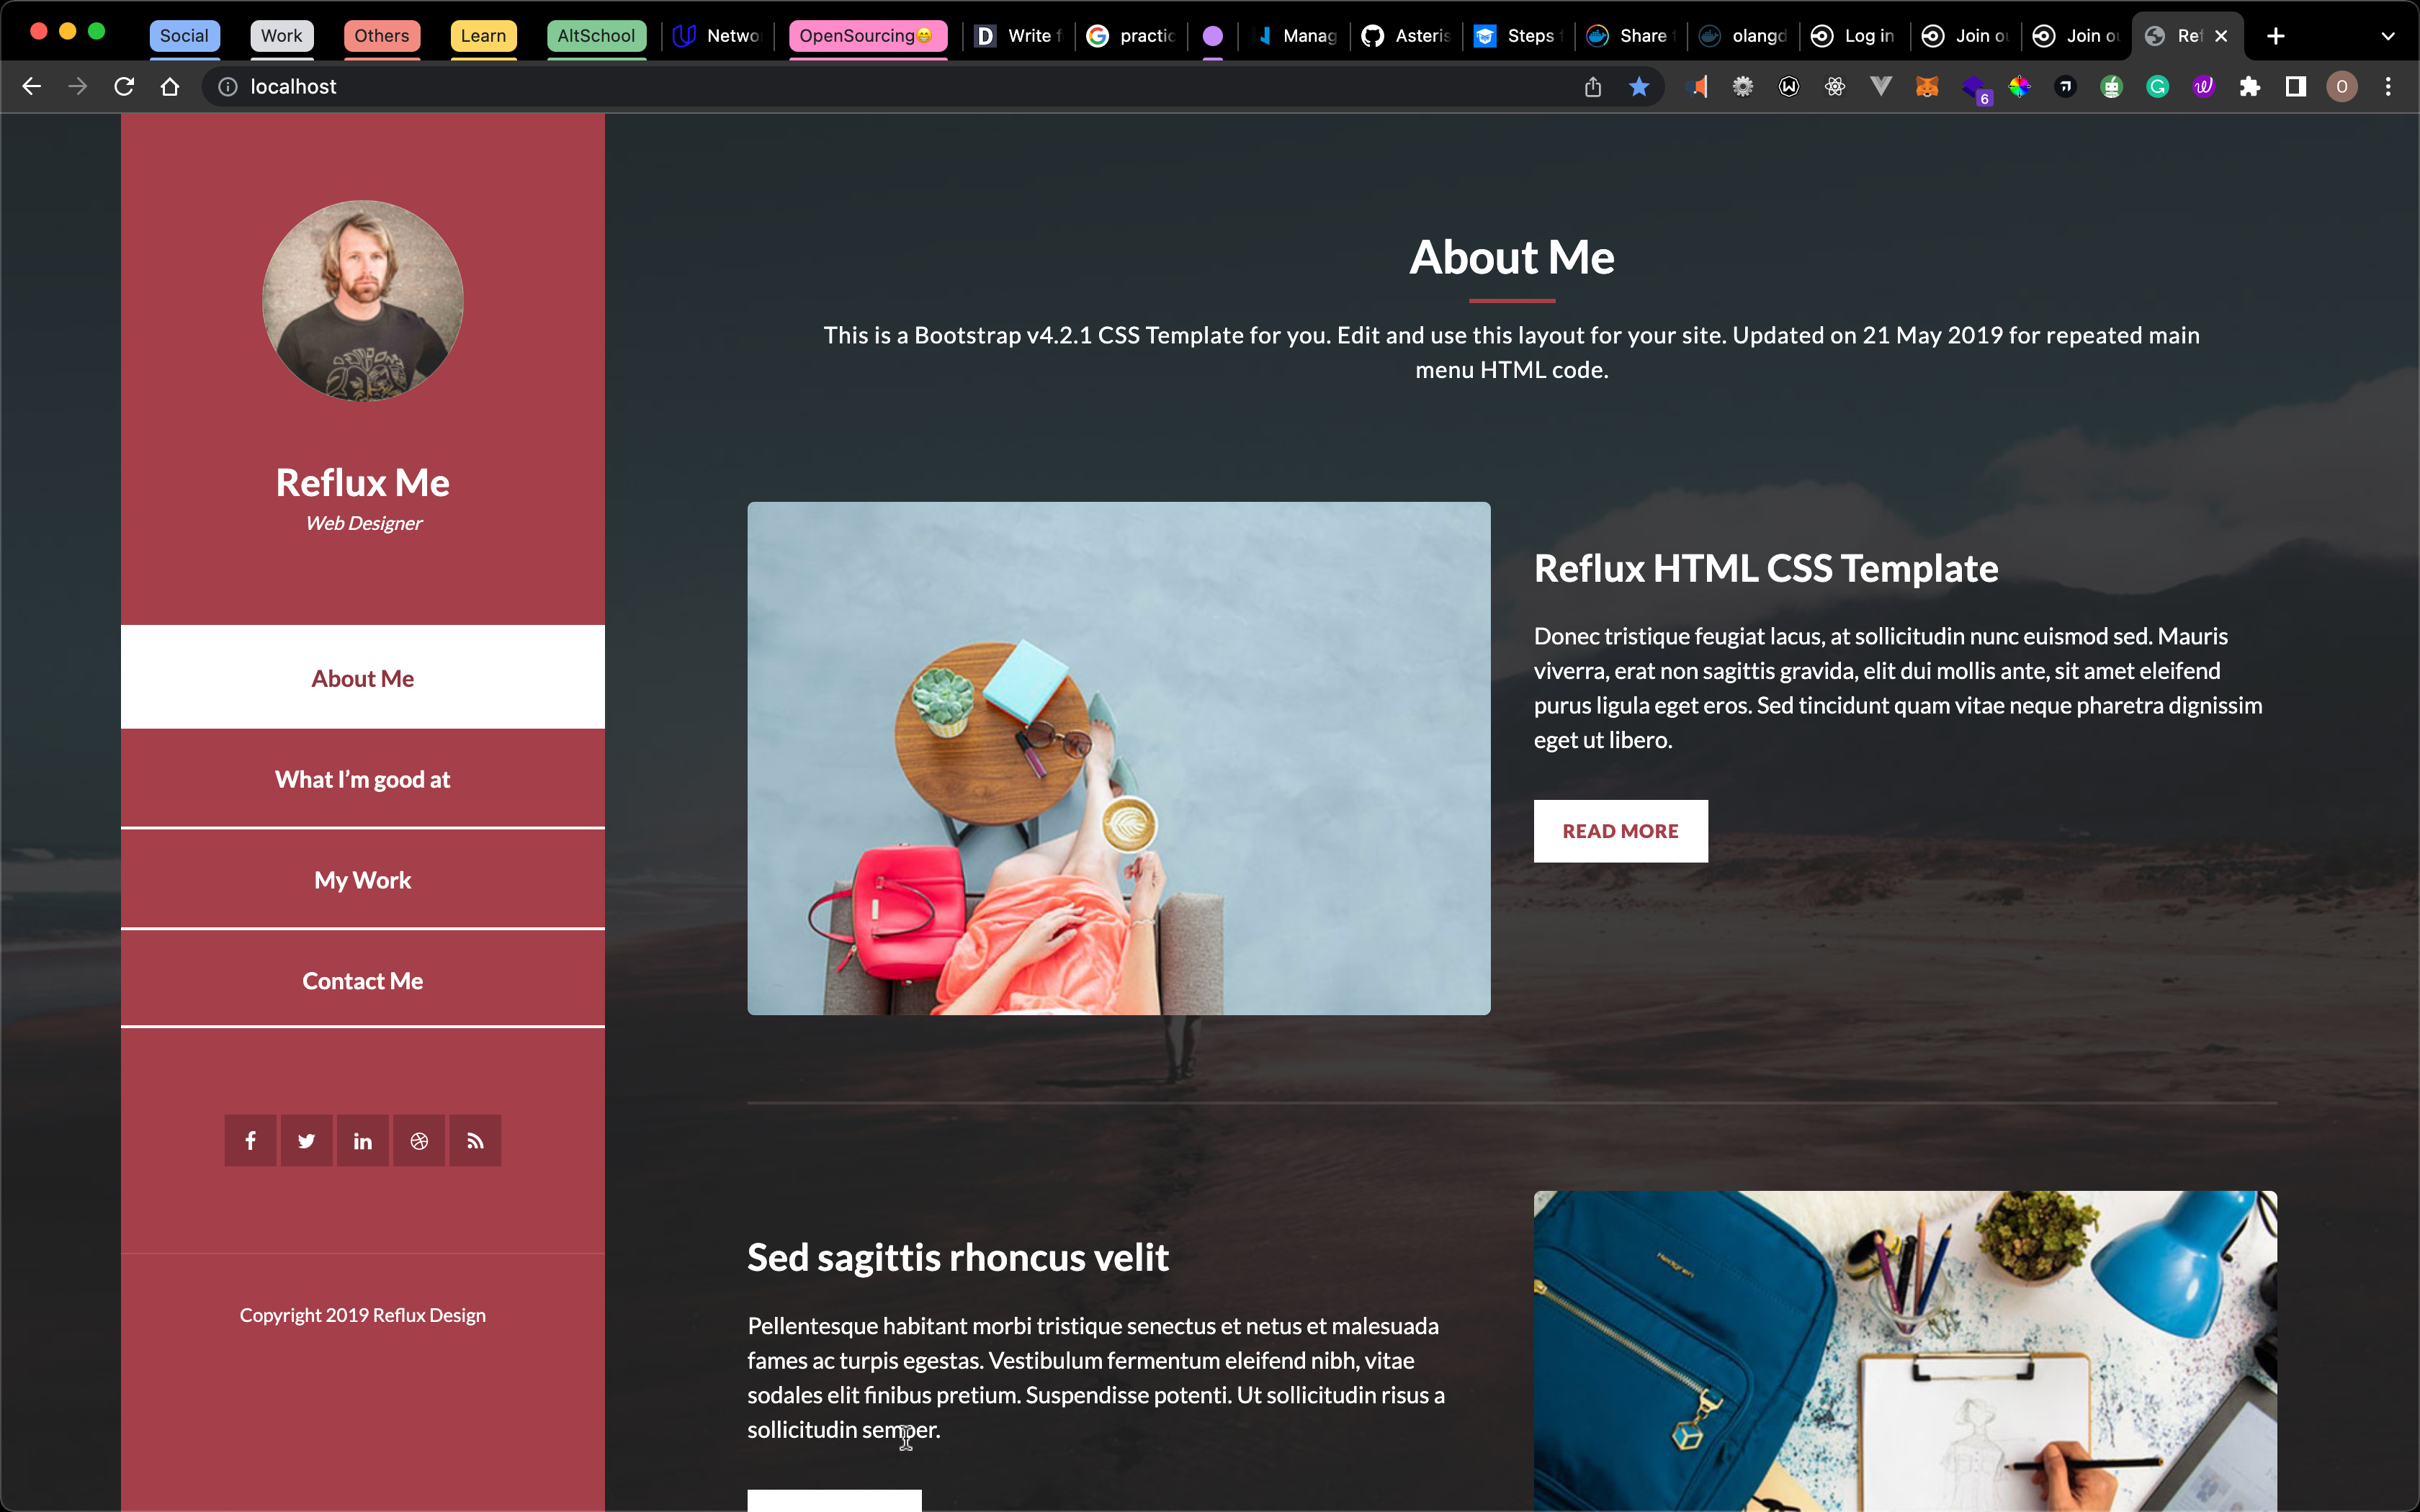 Social
Work
Others
Learn
AltSchool
Netwo
OpenSourcing😁
Write f
practic
Manag
Asteris
Steps f
Share t
olangd
Log in
Join ou
Join ou
Ref
localhost
6
O
Reflux Me
Web Designer
About Me
What I’m good at
My Work
Contact Me
Copyright 2019 Reflux Design
About Me
This is a Bootstrap v4.2.1 CSS Template for you. Edit and use this layout for your site. Updated on 21 May 2019 for repeated main
menu HTML code.
Reflux HTML CSS Template
Donec tristique feugiat lacus, at sollicitudin nunc euismod sed. Mauris
viverra, erat non sagittis gravida, elit dui mollis ante, sit amet eleifend
purus ligula eget eros. Sed tincidunt quam vitae neque pharetra dignissim
eget ut libero.
READ MORE
Sed sagittis rhoncus velit
Pellentesque habitant morbi tristique senectus et netus et malesuada
fames ac turpis egestas. Vestibulum fermentum eleifend nibh, vitae
sodales elit finibus pretium. Suspendisse potenti. Ut sollicitudin risus a
sollicitudin semper.